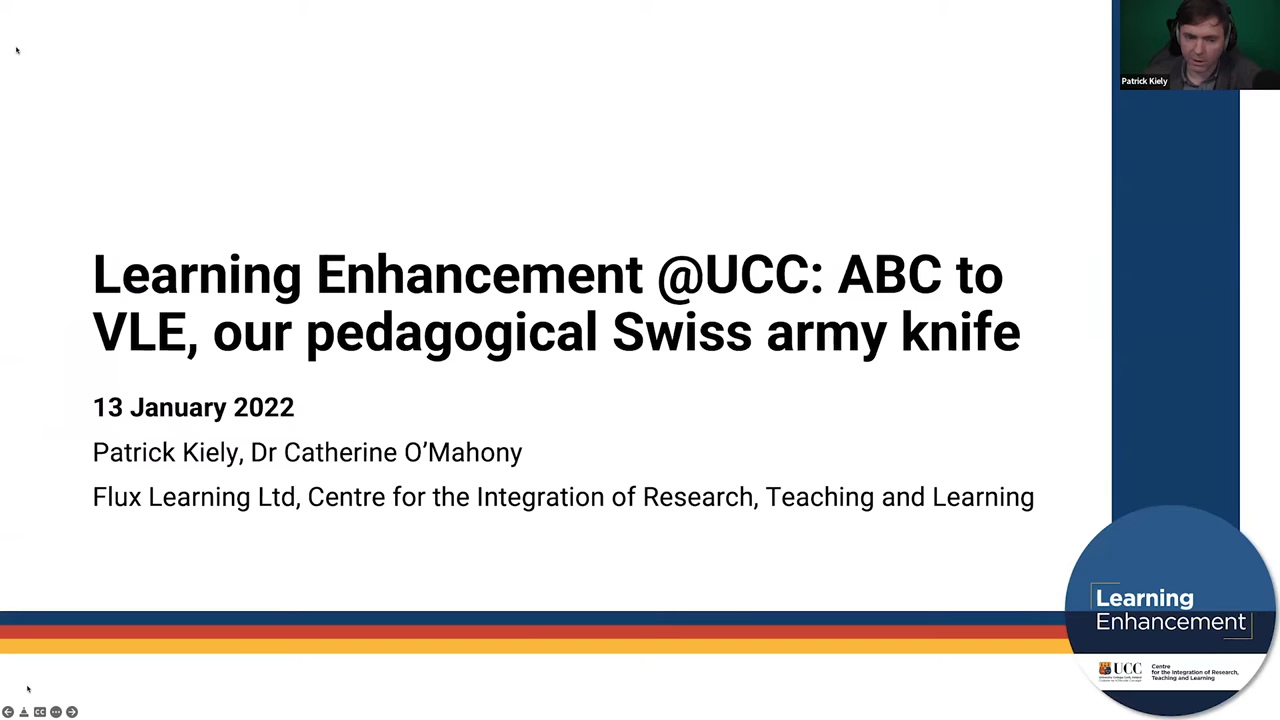 Patrick Kiely
Learning Enhancement @UCC: ABC to
VLE, our pedagogical Swiss army knife
13 January 2022
Patrick Kiely, Dr Catherine O’Mahony
Flux Learning Ltd, Centre for the Integration of Research, Teaching and Learning
Learning
Enhancement
UCC
Centre
for the Integration of Research,
Teaching and Learning
CC